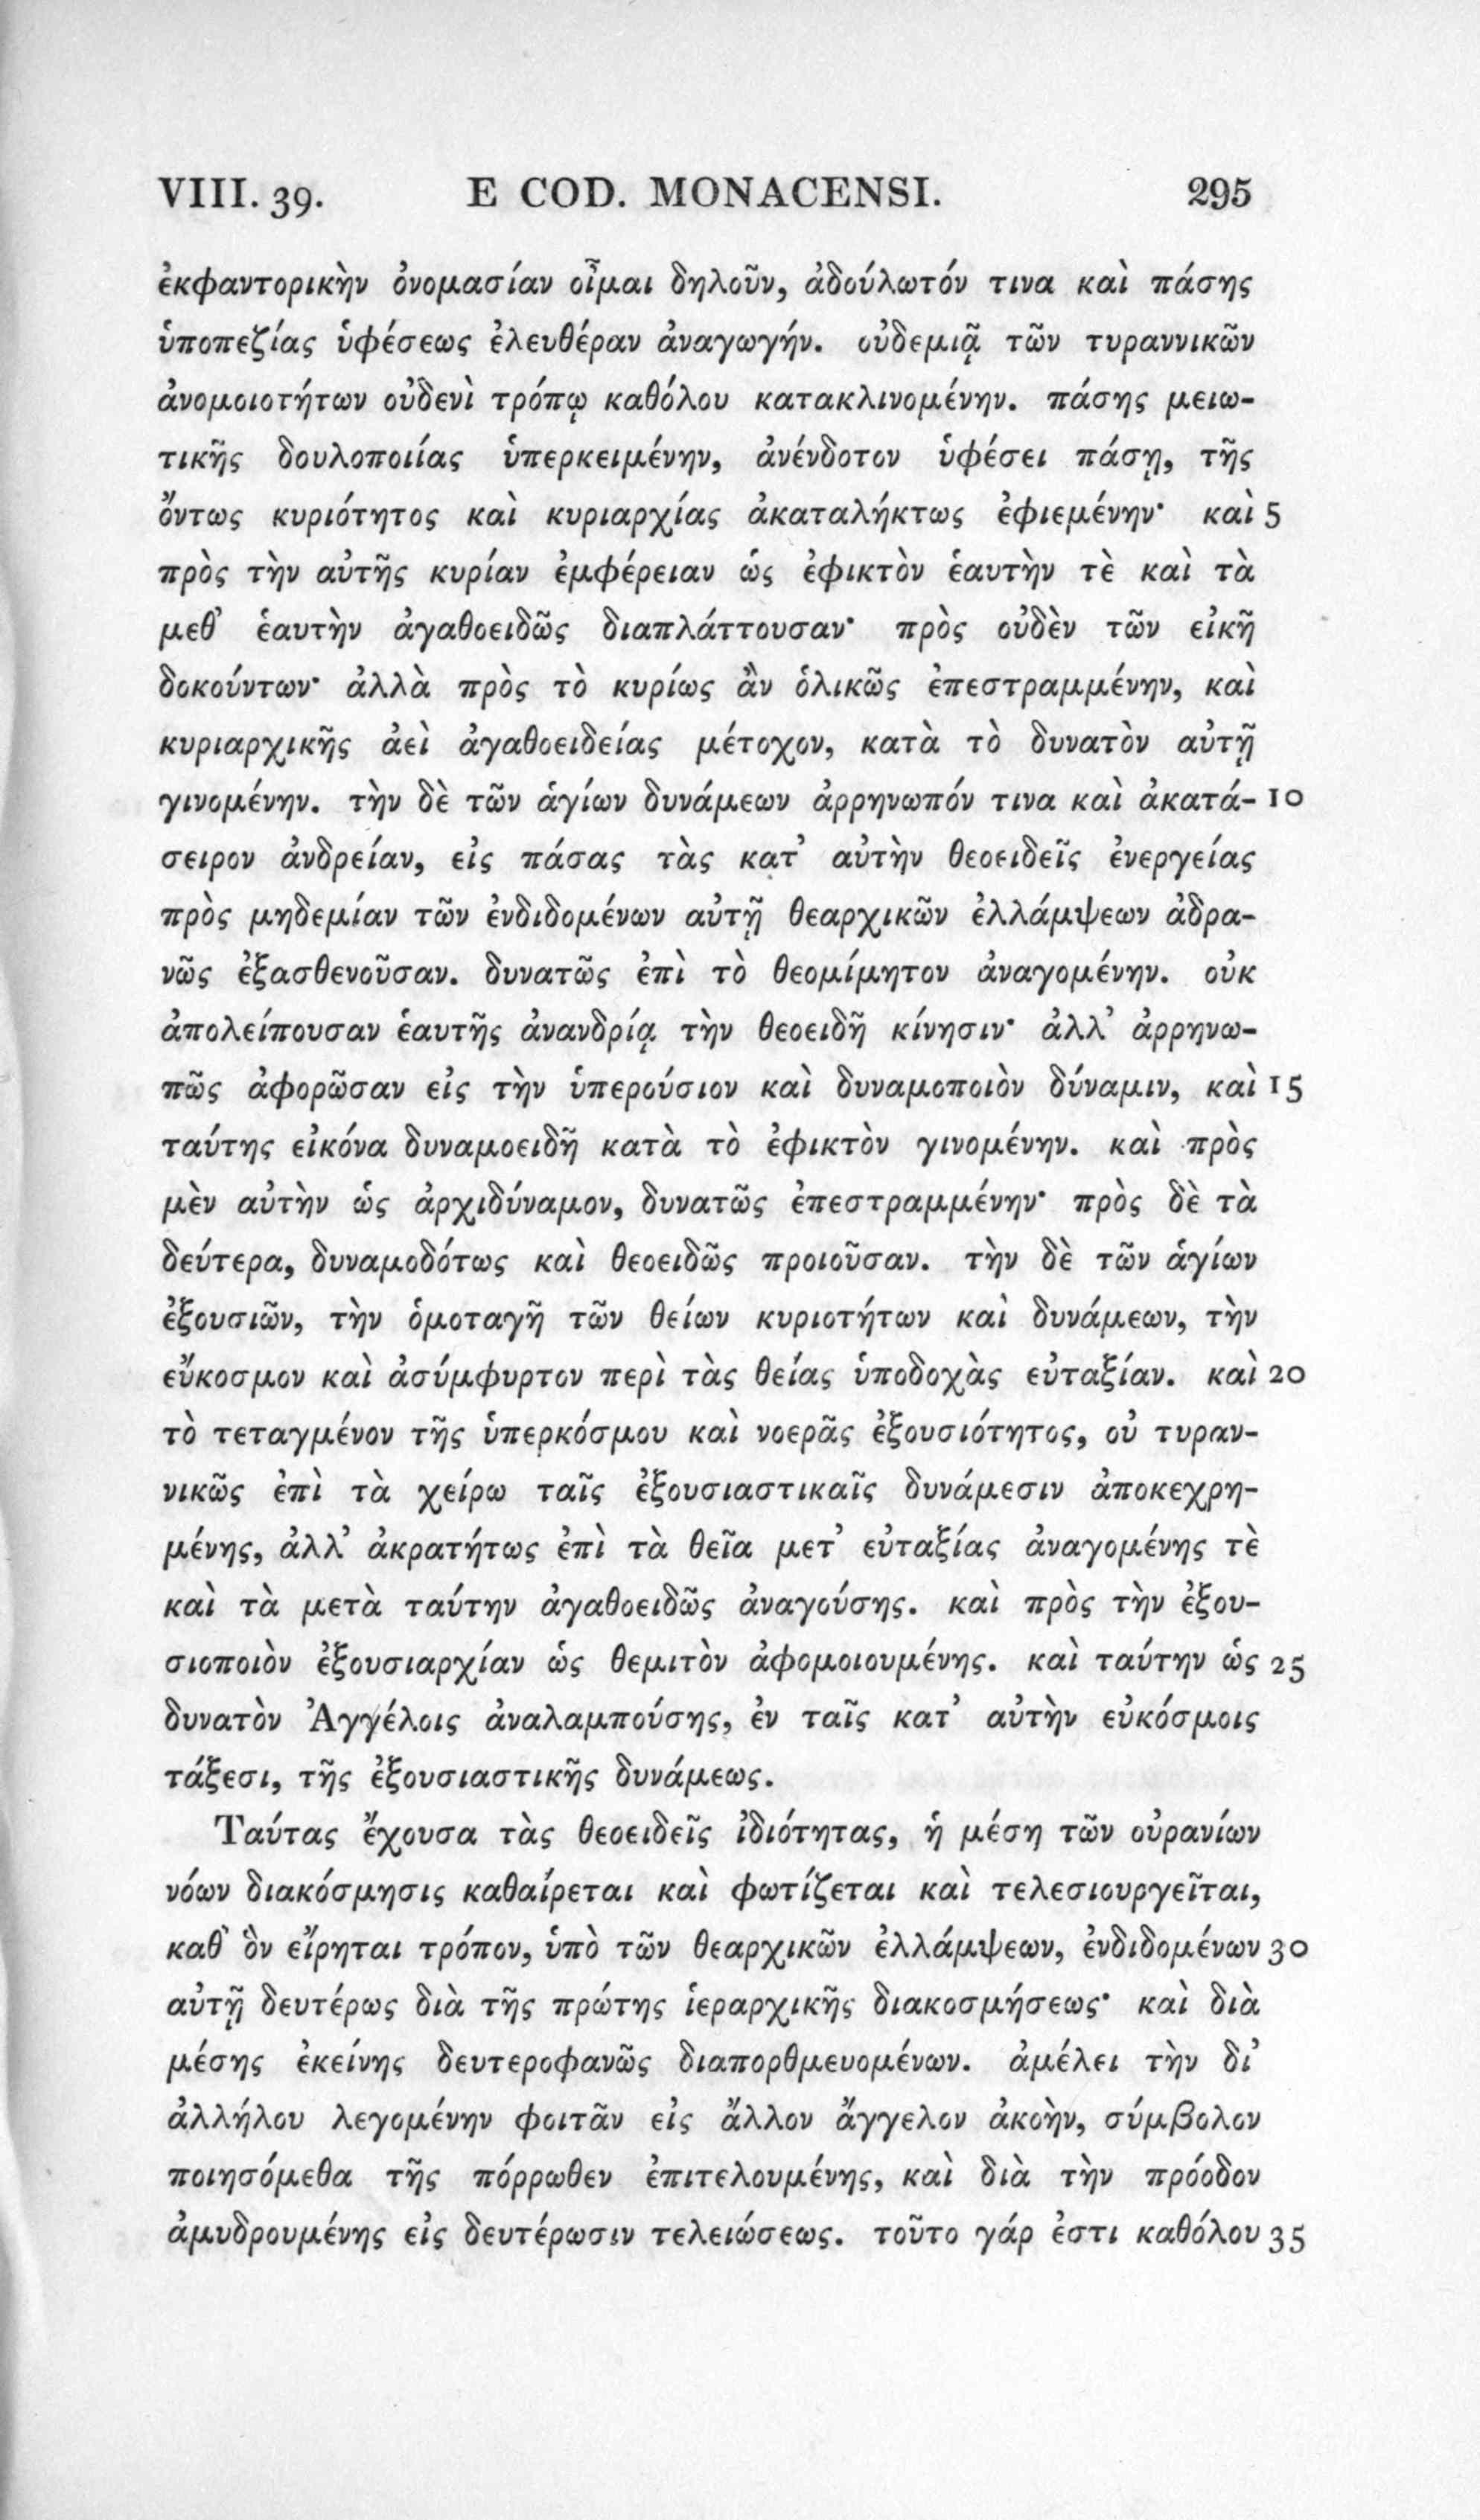 VIII. 39. E COD. MONACENSI. 295
ἐκφαντορικὴν ὀνομασίαν οἶμαι δηλοῦν, ἀδούλωτόν τινα καὶ πάσης
ὑποπεζίας ὑφέσεως ἐλευθέραν ἀναγωγήν. οὐδεμιᾷ τῶν τυραννικῶν
ἀνομοιοτήτων οὐδενὶ τρόπῳ καθόλου κατακλινομένην. πάσης μειω-
τικῆς δουλοποιίας ὑπερκειμένην, ἀνένδοτον ὑφέσει πάσῃ, τῆς
ὄντως κυριότητος καὶ κυριαρχίας ἀκαταλήκτως ἐφιεμένην· καὶ 5
πρὸς τὴν αὐτῆς κυρίαν ἐμφέρειαν ὡς ἐφικτὸν ἑαυτὴν τὲ καὶ τὰ
μεθ’ ἑαυτὴν ἀγαθοειδῶς διαπλάττουσαν· πρὸς οὐδὲν τῶν εἰκῆ
δοκούντων· ἀλλὰ πρὸς τὸ κυρίως ἂν ὁλικῶς ἐπεστραμμένην, καὶ
κυριαρχικῆς ἀεὶ ἀγαθοειδείας μέτοχον, κατὰ τὸ δυνατὸν αὐτῇ
γινομένην. τὴν δὲ τῶν ἁγίων δυνάμεων ἀρρηνωπόν τινα καὶ ἀκατά- 10
σειρον ἀνδρείαν, εἰς πάσας τὰς κατ’ αὐτὴν θεοειδεῖς ἐνεργείας
πρὸς μηδεμίαν τῶν ἐνδιδομένων αὐτῇ θεαρχικῶν ἐλλάμψεων ἀδρα-
νῶς ἐξασθενοῦσαν. δυνατῶς ἐπὶ τὸ θεομίμητον ἀναγομένην. οὐκ
ἀπολείπουσαν ἑαυτῆς ἀνανδρίᾳ τὴν θεοειδῆ κίνησιν· ἀλλ’ ἀρρηνω-
πῶς ἀφορῶσαν εἰς τὴν ὑπερούσιον καὶ δυναμοποιὸν δύναμιν, καὶ 15
ταύτης εἰκόνα δυναμοειδῆ κατὰ τὸ ἐφικτὸν γινομένην. καὶ πρὸς
μὲν αὐτὴν ὡς ἀρχιδύναμον, δυνατῶς ἐπεστραμμένην· πρὸς δὲ τὰ
δεύτερα, δυναμοδότως καὶ θεοειδῶς προιοῦσαν. τὴν δὲ τῶν ἁγίων
ἐξουσιῶν, τὴν ὁμοταγῆ τῶν θείων κυριοτήτων καὶ δυνάμεων, τὴν
εὔκοσμον καὶ ἀσύμφυρτον περὶ τὰς θείας ὑποδοχὰς εὐταξίαν. καὶ 20
τὸ τεταγμένον τῆς ὑπερκόσμου καὶ νοερᾶς ἐξουσιότητος, οὐ τυραν-
νικῶς ἐπὶ τὰ χείρω ταῖς ἐξουσιαστικαῖς δυνάμεσιν ἀποκεχρη-
μένης, ἀλλ’ ἀκρατήτως ἐπὶ τὰ θεῖα μετ’ εὐταξίας ἀναγομένης τὲ
καὶ τὰ μετὰ ταύτην ἀγαθοειδῶς ἀναγούσης. καὶ πρὸς τὴν ἐξου-
σιοποιὸν ἐξουσιαρχίαν ὡς θεμιτὸν ἀφομοιουμένης. καὶ ταύτην ὡς 25
δυνατὸν Ἀγγέλοις ἀναλαμπούσης, ἐν ταῖς κατ’ αὐτὴν εὐκόσμοις
τάξεσι, τῆς ἐξουσιαστικῆς δυνάμεως.
Ταύτας ἔχουσα τὰς θεοειδεῖς ἰδιότητας, ἡ μέση τῶν οὐρανίων
νόων διακόσμησις καθαίρεται καὶ φωτίζεται καὶ τελεσιουργεῖται,
καθ’ ὃν εἴρηται τρόπον, ὑπὸ τῶν θεαρχικῶν ἐλλάμψεων, ἐνδιδομένων 30
αὐτῇ δευτέρως διὰ τῆς πρώτης ἱεραρχικῆς διακοσμήσεως· καὶ διὰ
μέσης ἐκείνης δευτεροφανῶς διαπορθμευομένων. ἀμέλει τὴν δι’
ἀλλήλου λεγομένην φοιτᾶν εἰς ἄλλον ἄγγελον ἀκοὴν, σύμβολον
ποιησόμεθα τῆς πόρρωθεν ἐπιτελουμένης, καὶ διὰ τὴν πρόοδον
ἀμυδρουμένης εἰς δευτέρωσιν τελειώσεως. τοῦτο γάρ ἐστι καθόλου 35